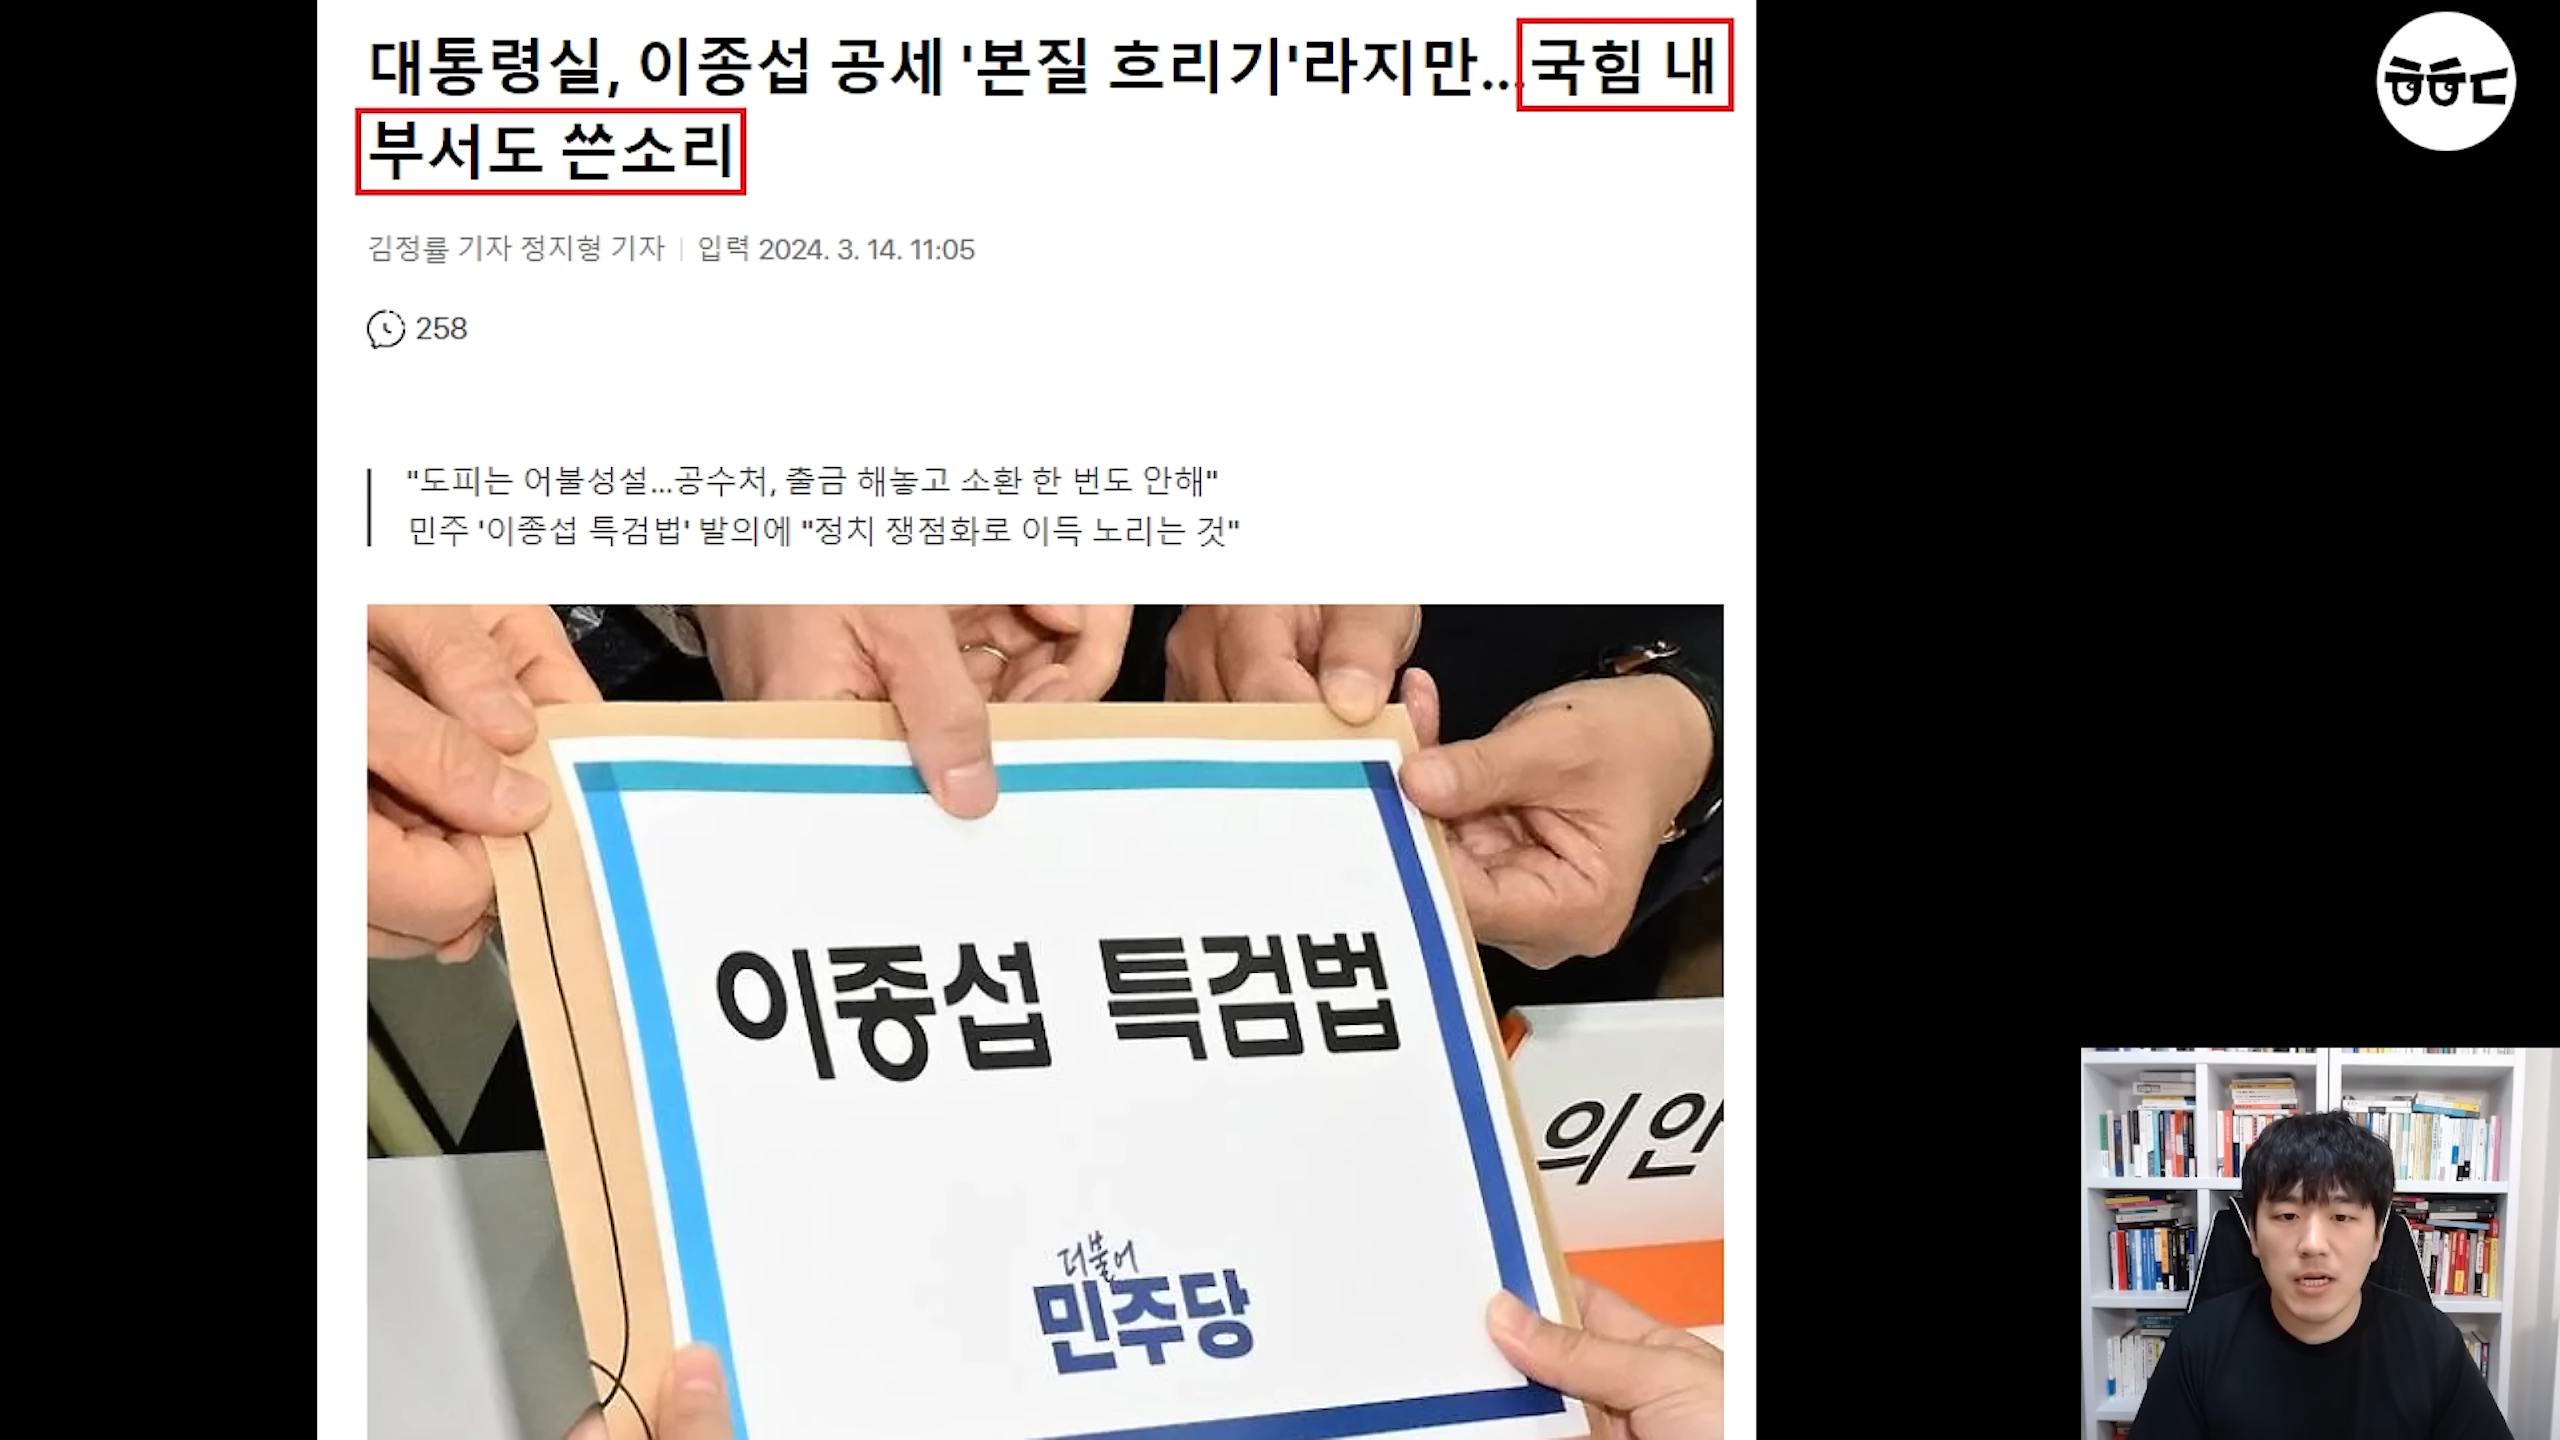 대통령실, 이종섭 공세 '본질 흐리기'라지만...국힘 내
부서도 쓴소리
김정률 기자 정지형 기자 | 입력 2024. 3. 14. 11:05
258
"도피는 어불성설...공수처, 출금 해놓고 소환 한 번도 안해"
민주 '이종섭 특검법' 발의에 "정치 쟁점화로 이득 노리는 것"
이종섭 특검법
의안
더불어
민주당